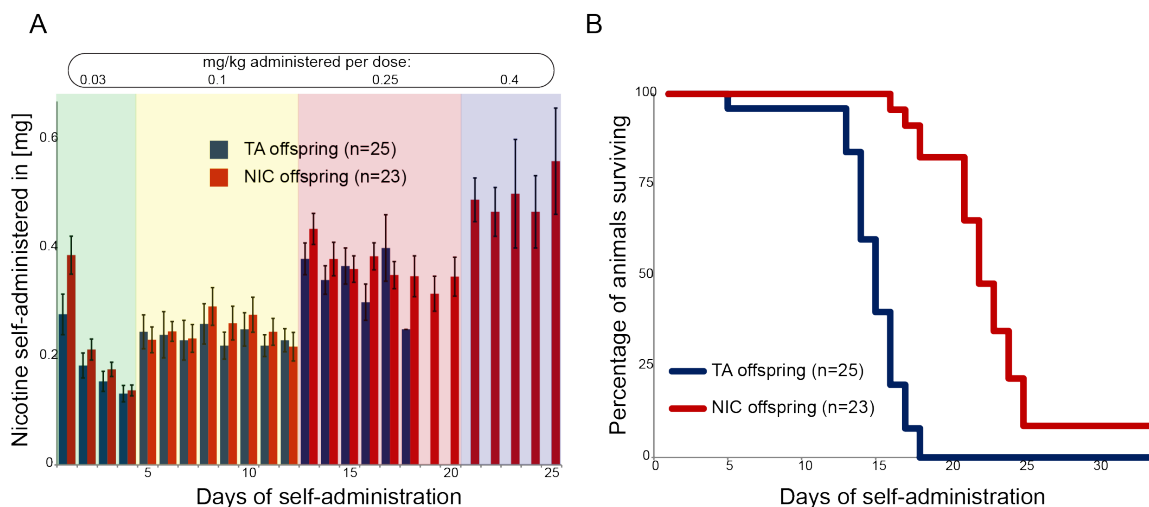 A
mg/kg administered per dose:
0.03 0.1 0.25 0.4
Nicotine self-administered in [mg]
0.6
0.4
0.2
0
TA offspring (n=25)
NIC offspring (n=23)
5 10 15 20 25
Days of self-administration
B
Percentage of animals surviving
100
75
50
25
0
TA offspring (n=25)
NIC offspring (n=23)
0 5 10 15 20 25 30
Days of self-administration